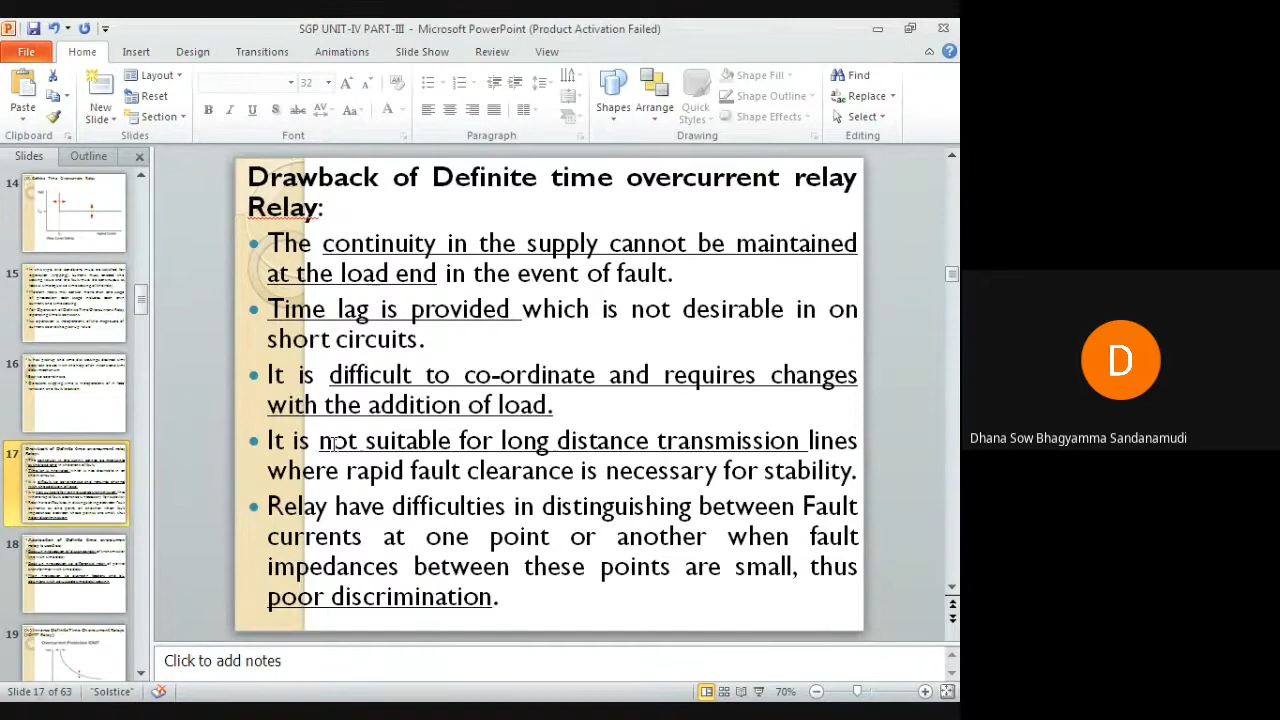 SGP UNIT-IV PART-III - Microsoft PowerPoint (Product Activation Failed)
File Home Insert Design Transitions Animations Slide Show Review View
Paste
New Slide
Layout
Reset
Section
32
Shapes Arrange Quick Styles
Shape Fill
Shape Outline
Shape Effects
Find
Replace
Select
Clipboard Slides Font Paragraph Drawing Editing
Slides Outline
14
15
16
17
18
19
Drawback of Definite time overcurrent relay
Relay:
The continuity in the supply cannot be maintained
at the load end in the event of fault.
Time lag is provided which is not desirable in on
short circuits.
It is difficult to co-ordinate and requires changes
with the addition of load.
It is not suitable for long distance transmission lines
where rapid fault clearance is necessary for stability.
Relay have difficulties in distinguishing between Fault
currents at one point or another when fault
impedances between these points are small, thus
poor discrimination.
Click to add notes
Slide 17 of 63 "Solstice" 70%
D
Dhana Sow Bhagyamma Sandanamudi